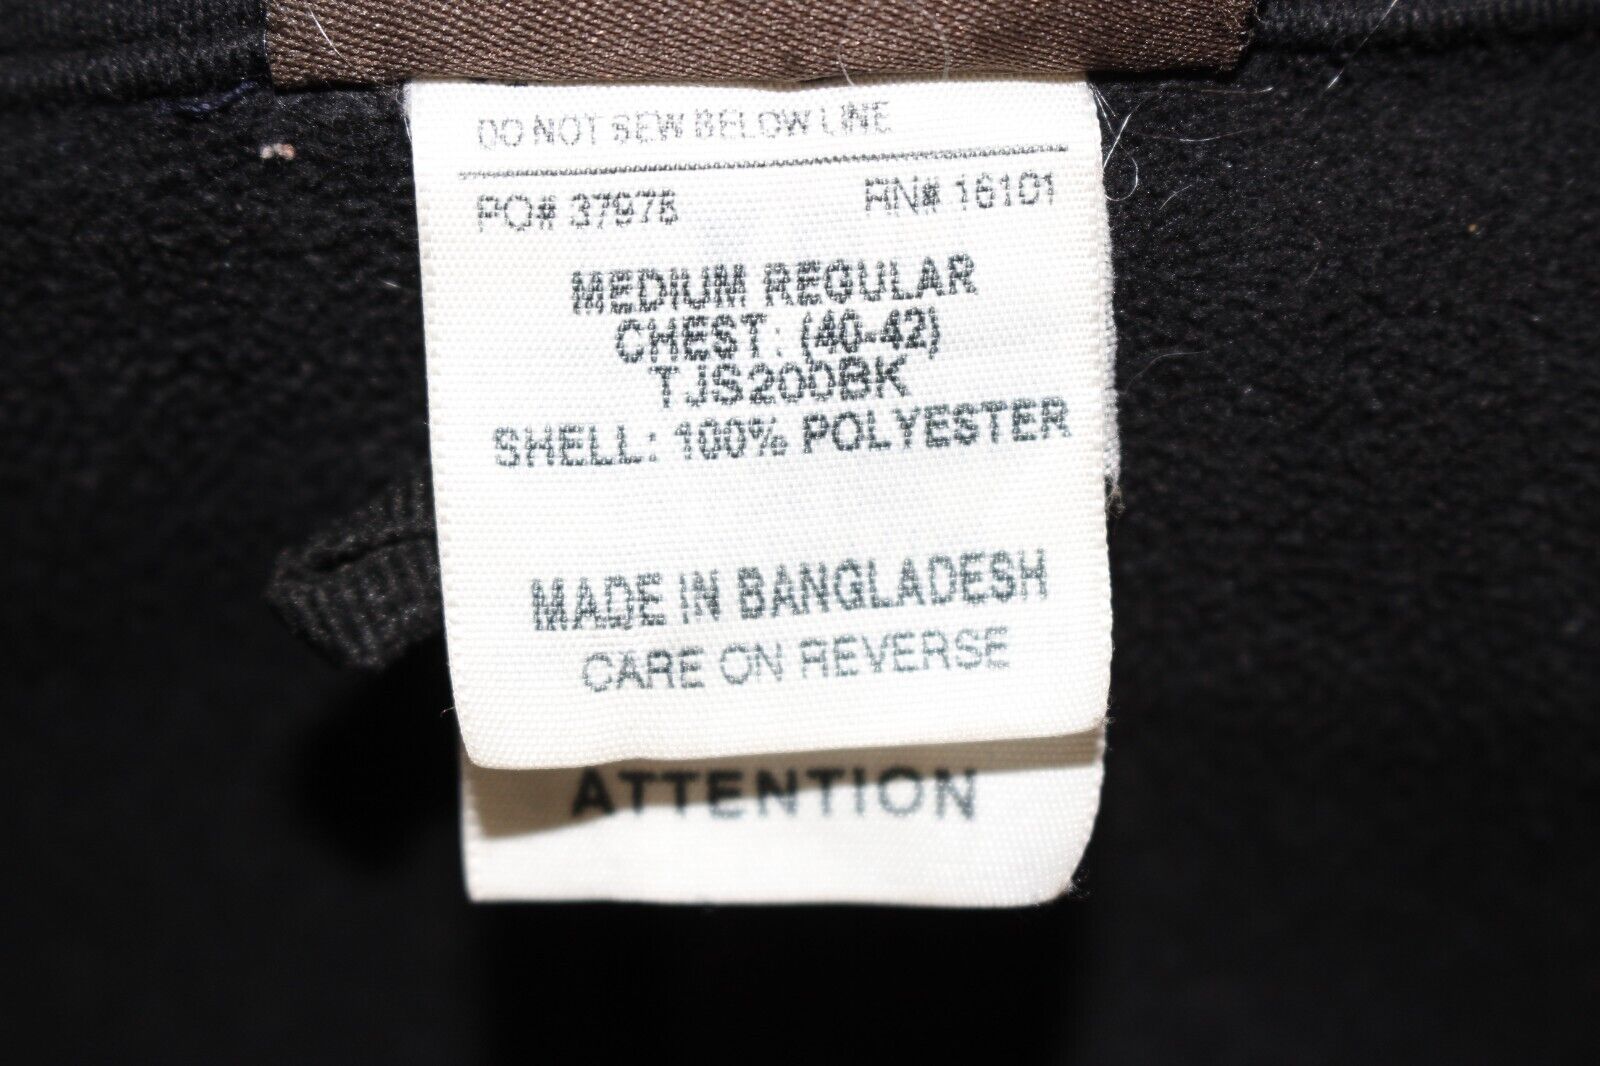 DO NOT SEW BELOW LINE
PO# 37978 RN# 16101
MEDIUM REGULAR
CHEST: (40-42)
TJS200BK
SHELL: 100% POLYESTER
MADE IN BANGLADESH
CARE ON REVERSE
ATTENTION